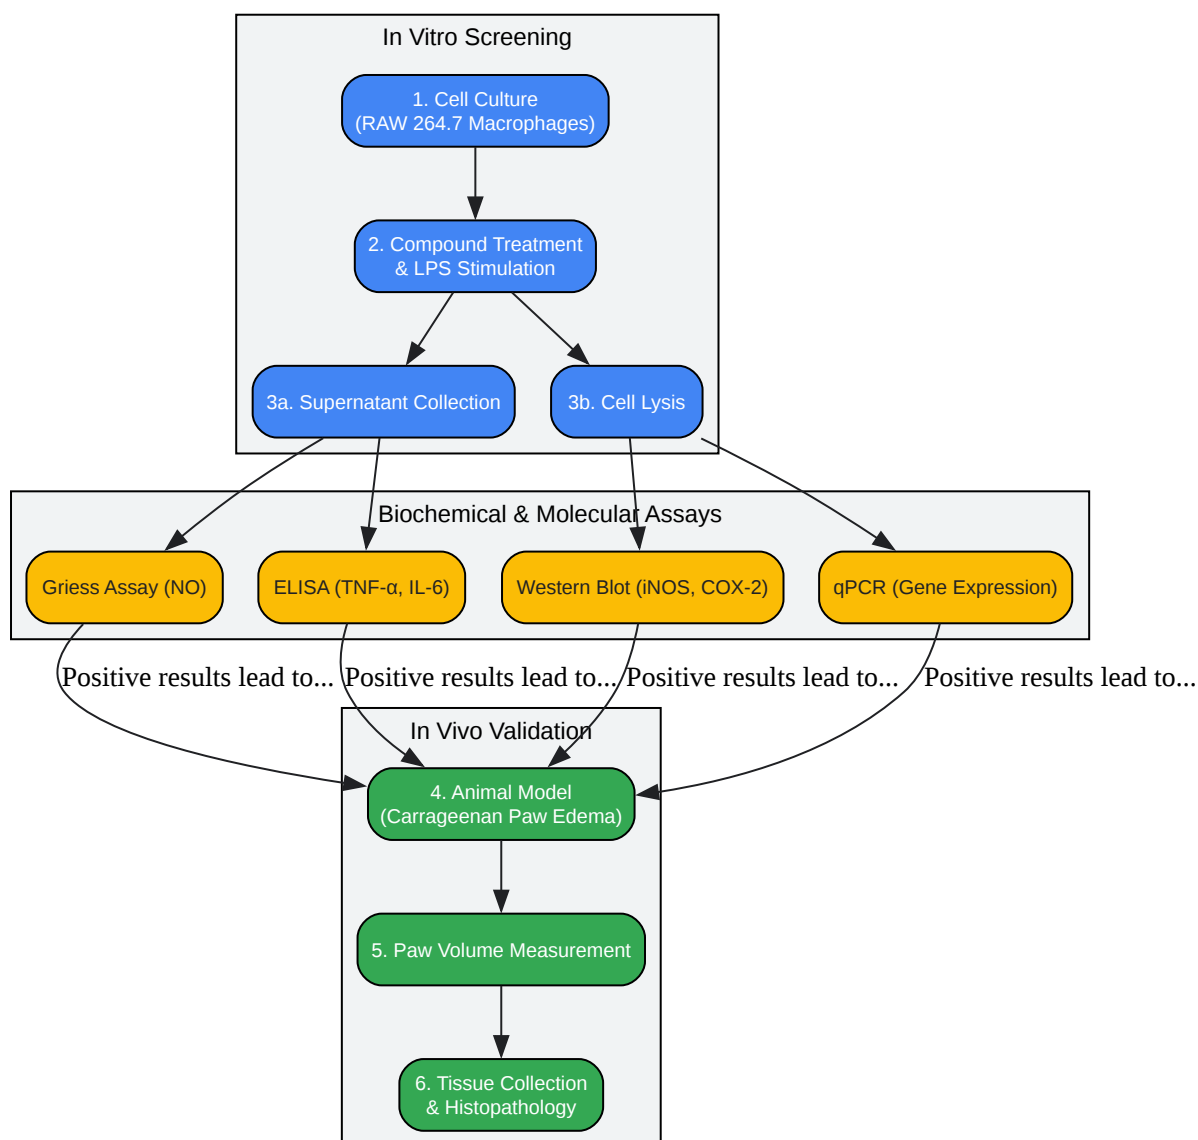 In Vitro Screening
1. Cell Culture
(RAW 264.7 Macrophages)
2. Compound Treatment
& LPS Stimulation
3a. Supernatant Collection
3b. Cell Lysis
Biochemical & Molecular Assays
Griess Assay (NO)
ELISA (TNF-α, IL-6)
Western Blot (iNOS, COX-2)
qPCR (Gene Expression)
Positive results lead to...
Positive results lead to...
Positive results lead to...
Positive results lead to...
In Vivo Validation
4. Animal Model
(Carrageenan Paw Edema)
5. Paw Volume Measurement
6. Tissue Collection
& Histopathology